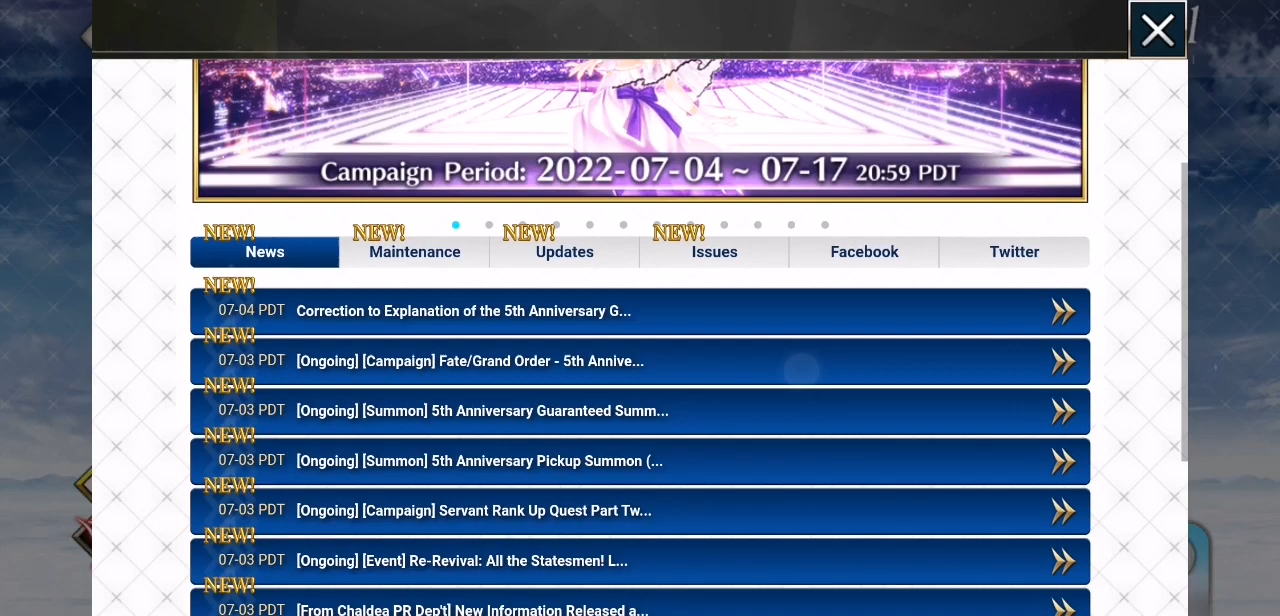 Campaign Period: 2022-07-04 ~ 07-17 20:59 PDT
NEW! NEW! NEW! NEW!
News Maintenance Updates Issues Facebook Twitter
NEW!
07-04 PDT Correction to Explanation of the 5th Anniversary G...
NEW!
07-03 PDT [Ongoing] [Campaign] Fate/Grand Order - 5th Annive...
NEW!
07-03 PDT [Ongoing] [Summon] 5th Anniversary Guaranteed Summ...
NEW!
07-03 PDT [Ongoing] [Summon] 5th Anniversary Pickup Summon (...
NEW!
07-03 PDT [Ongoing] [Campaign] Servant Rank Up Quest Part Tw...
NEW!
07-03 PDT [Ongoing] [Event] Re-Revival: All the Statesmen! L...
NEW!
07-03 PDT [From Chaldea PR Dep't] New Information Released a...